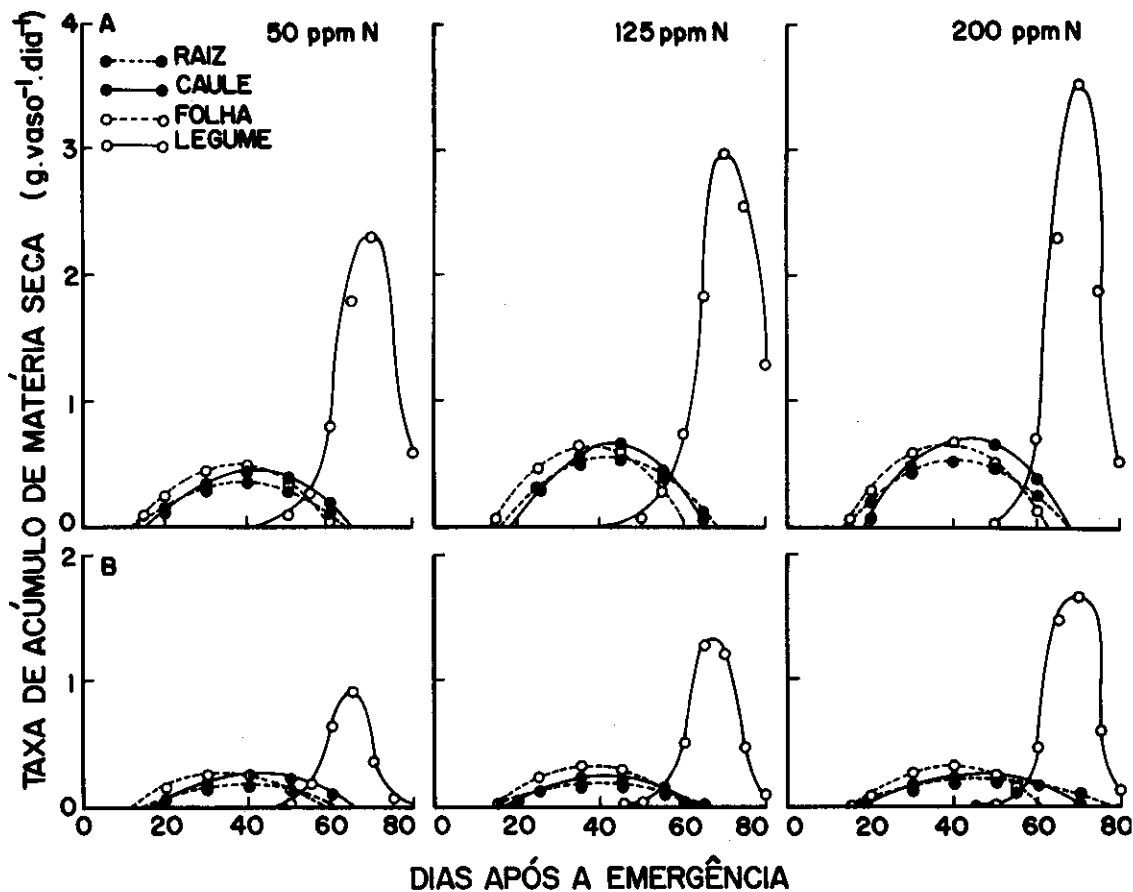 A
50 ppm N
125 ppm N
200 ppm N
RAIZ
CAULE
FOLHA
LEGUME
TAXA DE ACÚMULO DE MATÉRIA SECA (g.vaso⁻¹.dia⁻¹)
4
3
2
1
0
B
2
1
0
0 20 40 60 80
0 20 40 60 80
0 20 40 60 80
DIAS APÓS A EMERGÊNCIA